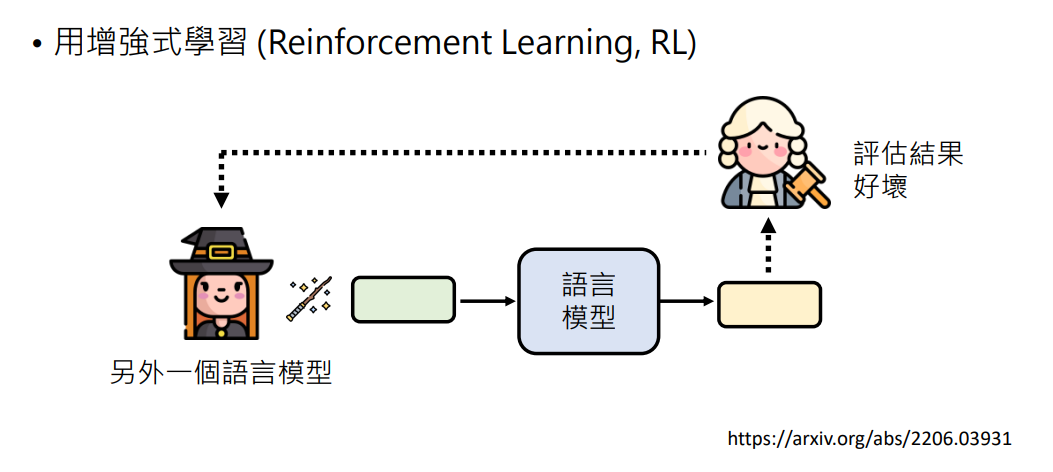 • 用增強式學習 (Reinforcement Learning, RL)
評估結果
好壞
語言
模型
另外一個語言模型
https://arxiv.org/abs/2206.03931